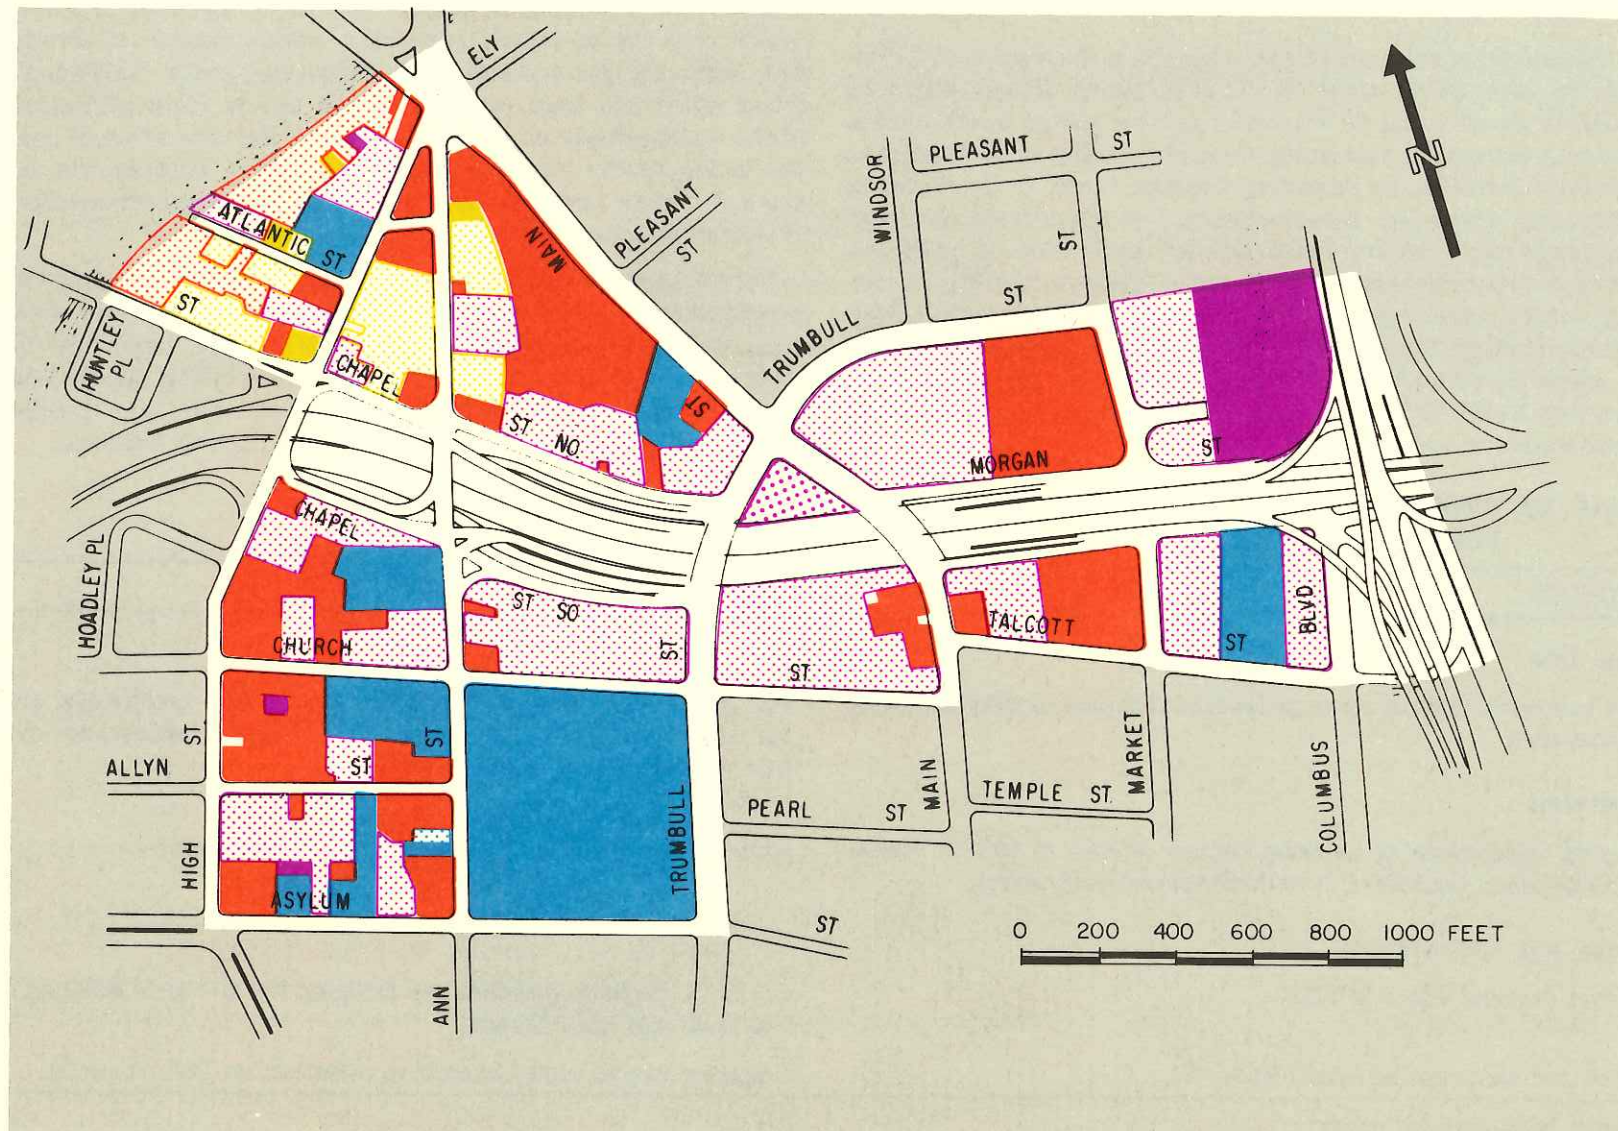 ELY
PLEASANT ST
WINDSOR ST
PLEASANT ST
ATLANTIC ST.
MAIN ST
ST
TRUMBULL
ST
HUNTLEY PL
CHAPEL ST NO.
MORGAN ST
CHAPEL ST SO
HOADLEY PL
CHURCH ST
TALCOTT ST
BLVD
ST
ST
ST
ALLYN ST
PEARL ST
MAIN
TEMPLE ST.
MARKET
COLUMBUS
HIGH
TRUMBULL
ASYLUM ST
ANN
N
0 200 400 600 800 1000 FEET